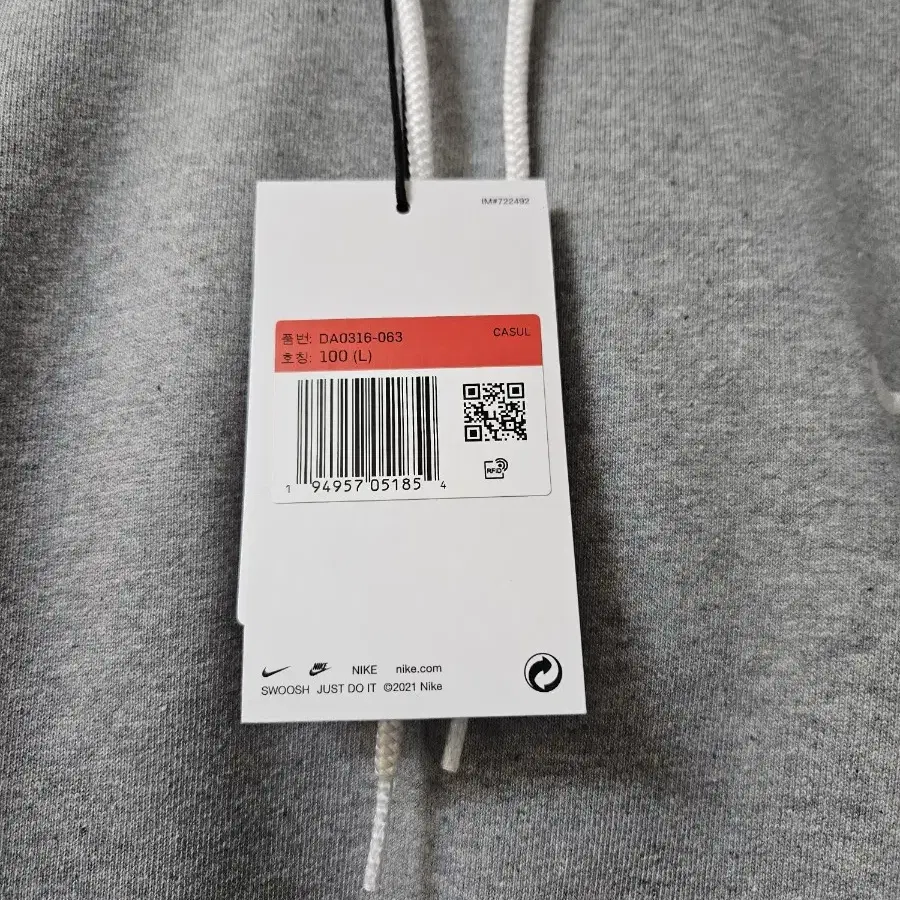 IM#722492
품번: DA0316-063 CASUL
호칭: 100 (L)
1 94957 05185 4
RFID
NIKE NIKE nike.com
SWOOSH JUST DO IT ©2021 Nike